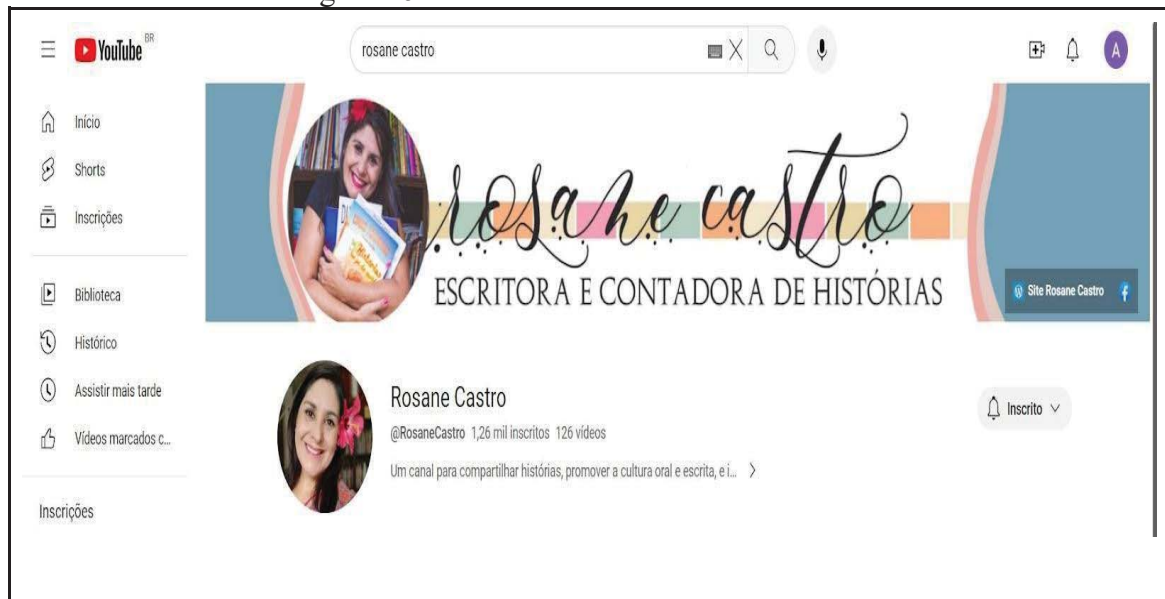 YouTube BR
rosane castro
A
Início
Shorts
Inscrições
Biblioteca
Histórico
Assistir mais tarde
Vídeos marcados c...
Inscrições
rosane castro
ESCRITORA E CONTADORA DE HISTÓRIAS
Site Rosane Castro
Rosane Castro
@RosaneCastro 1,26 mil inscritos 126 vídeos
Um canal para compartilhar histórias, promover a cultura oral e escrita, e i...
Inscrito